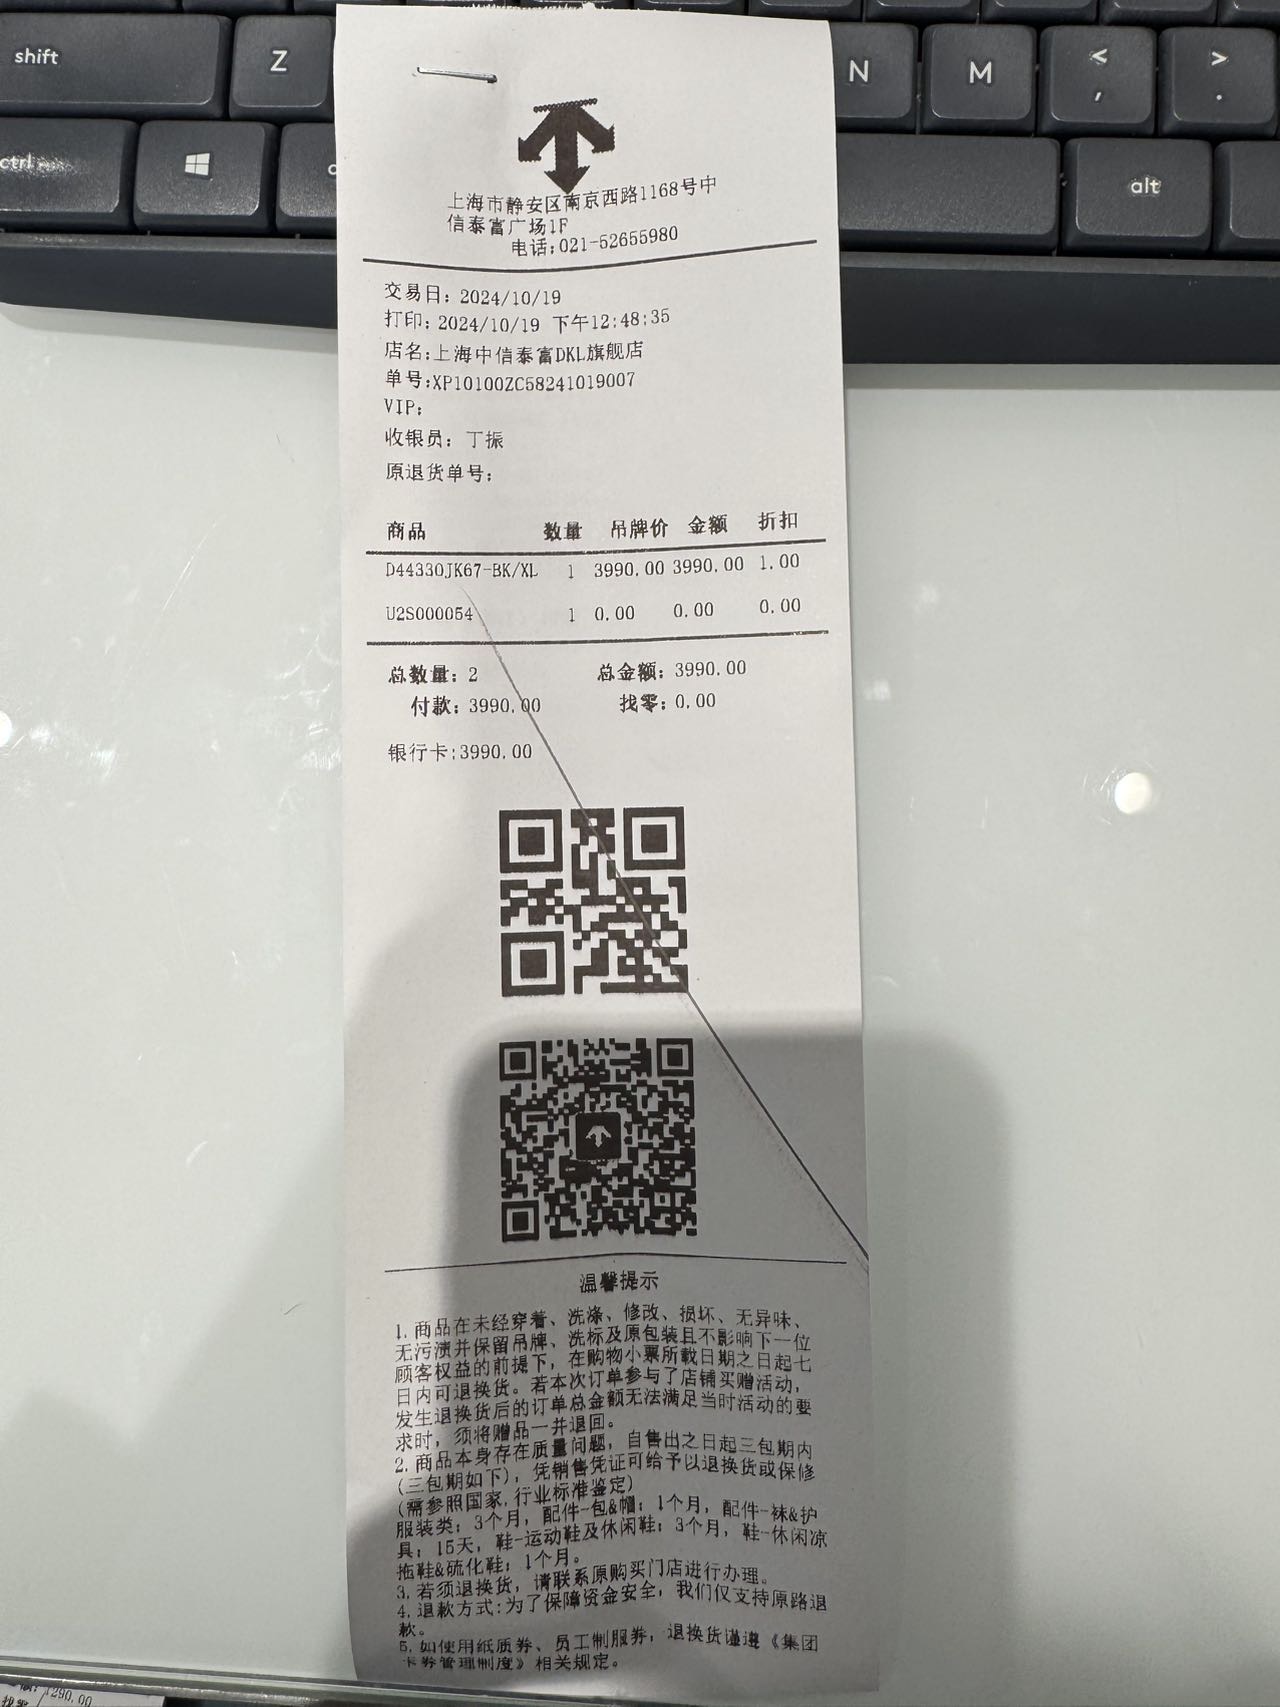 shift
Z
N
M
<
,
>
.
ctrl
alt
上海市静安区南京西路1168号中
信泰富广场1F
电话:021-52655980
交易日: 2024/10/19
打印: 2024/10/19 下午12:48:35
店名:上海中信泰富DKL旗舰店
单号:XP10100ZC58241019007
VIP:
收银员: 丁振
原退货单号:
商品 数量 吊牌价 金额 折扣
D44330JK67-BK/XL 1 3990.00 3990.00 1.00
U2S000054 1 0.00 0.00 0.00
总数量: 2 总金额: 3990.00
付款: 3990.00 找零: 0.00
银行卡:3990.00
温馨提示
1. 商品在未经穿着、洗涤、修改、损坏、无异味、
无污渍并保留吊牌、洗标及原包装且不影响下一位
顾客权益的前提下，在购物小票所载日期之日起七
日内可退换货。若本次订单参与了店铺买赠活动，
发生退换货后的订单总金额无法满足当时活动的要
求时，须将赠品一并退回。
2. 商品本身存在质量问题，自售出之日起三包期内
(三包期如下)，凭销售凭证可给予以退换货或保修
(需参照国家,行业标准鉴定)
服装类: 3个月，配件-包&帽: 1个月，配件-袜&护
具: 15天，鞋-运动鞋及休闲鞋: 3个月，鞋-休闲凉
拖鞋&硫化鞋: 1个月。
3. 若须退换货，请联系原购买门店进行办理。
4. 退款方式:为了保障资金安全，我们仅支持原路退
款。
5. 如使用纸质券、员工制服券，退换货谨遵《集团
卡券管理制度》相关规定。